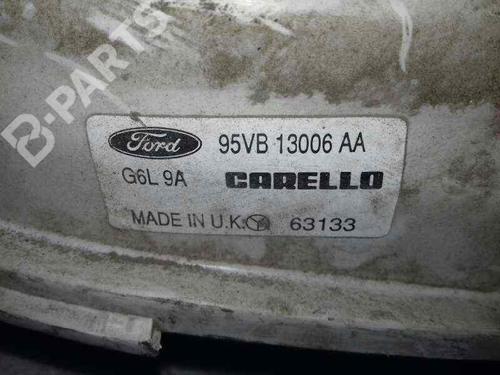 B-PARTS
Ford 95VB 13006 AA
G6L 9A CARELLO
MADE IN U.K. 63133